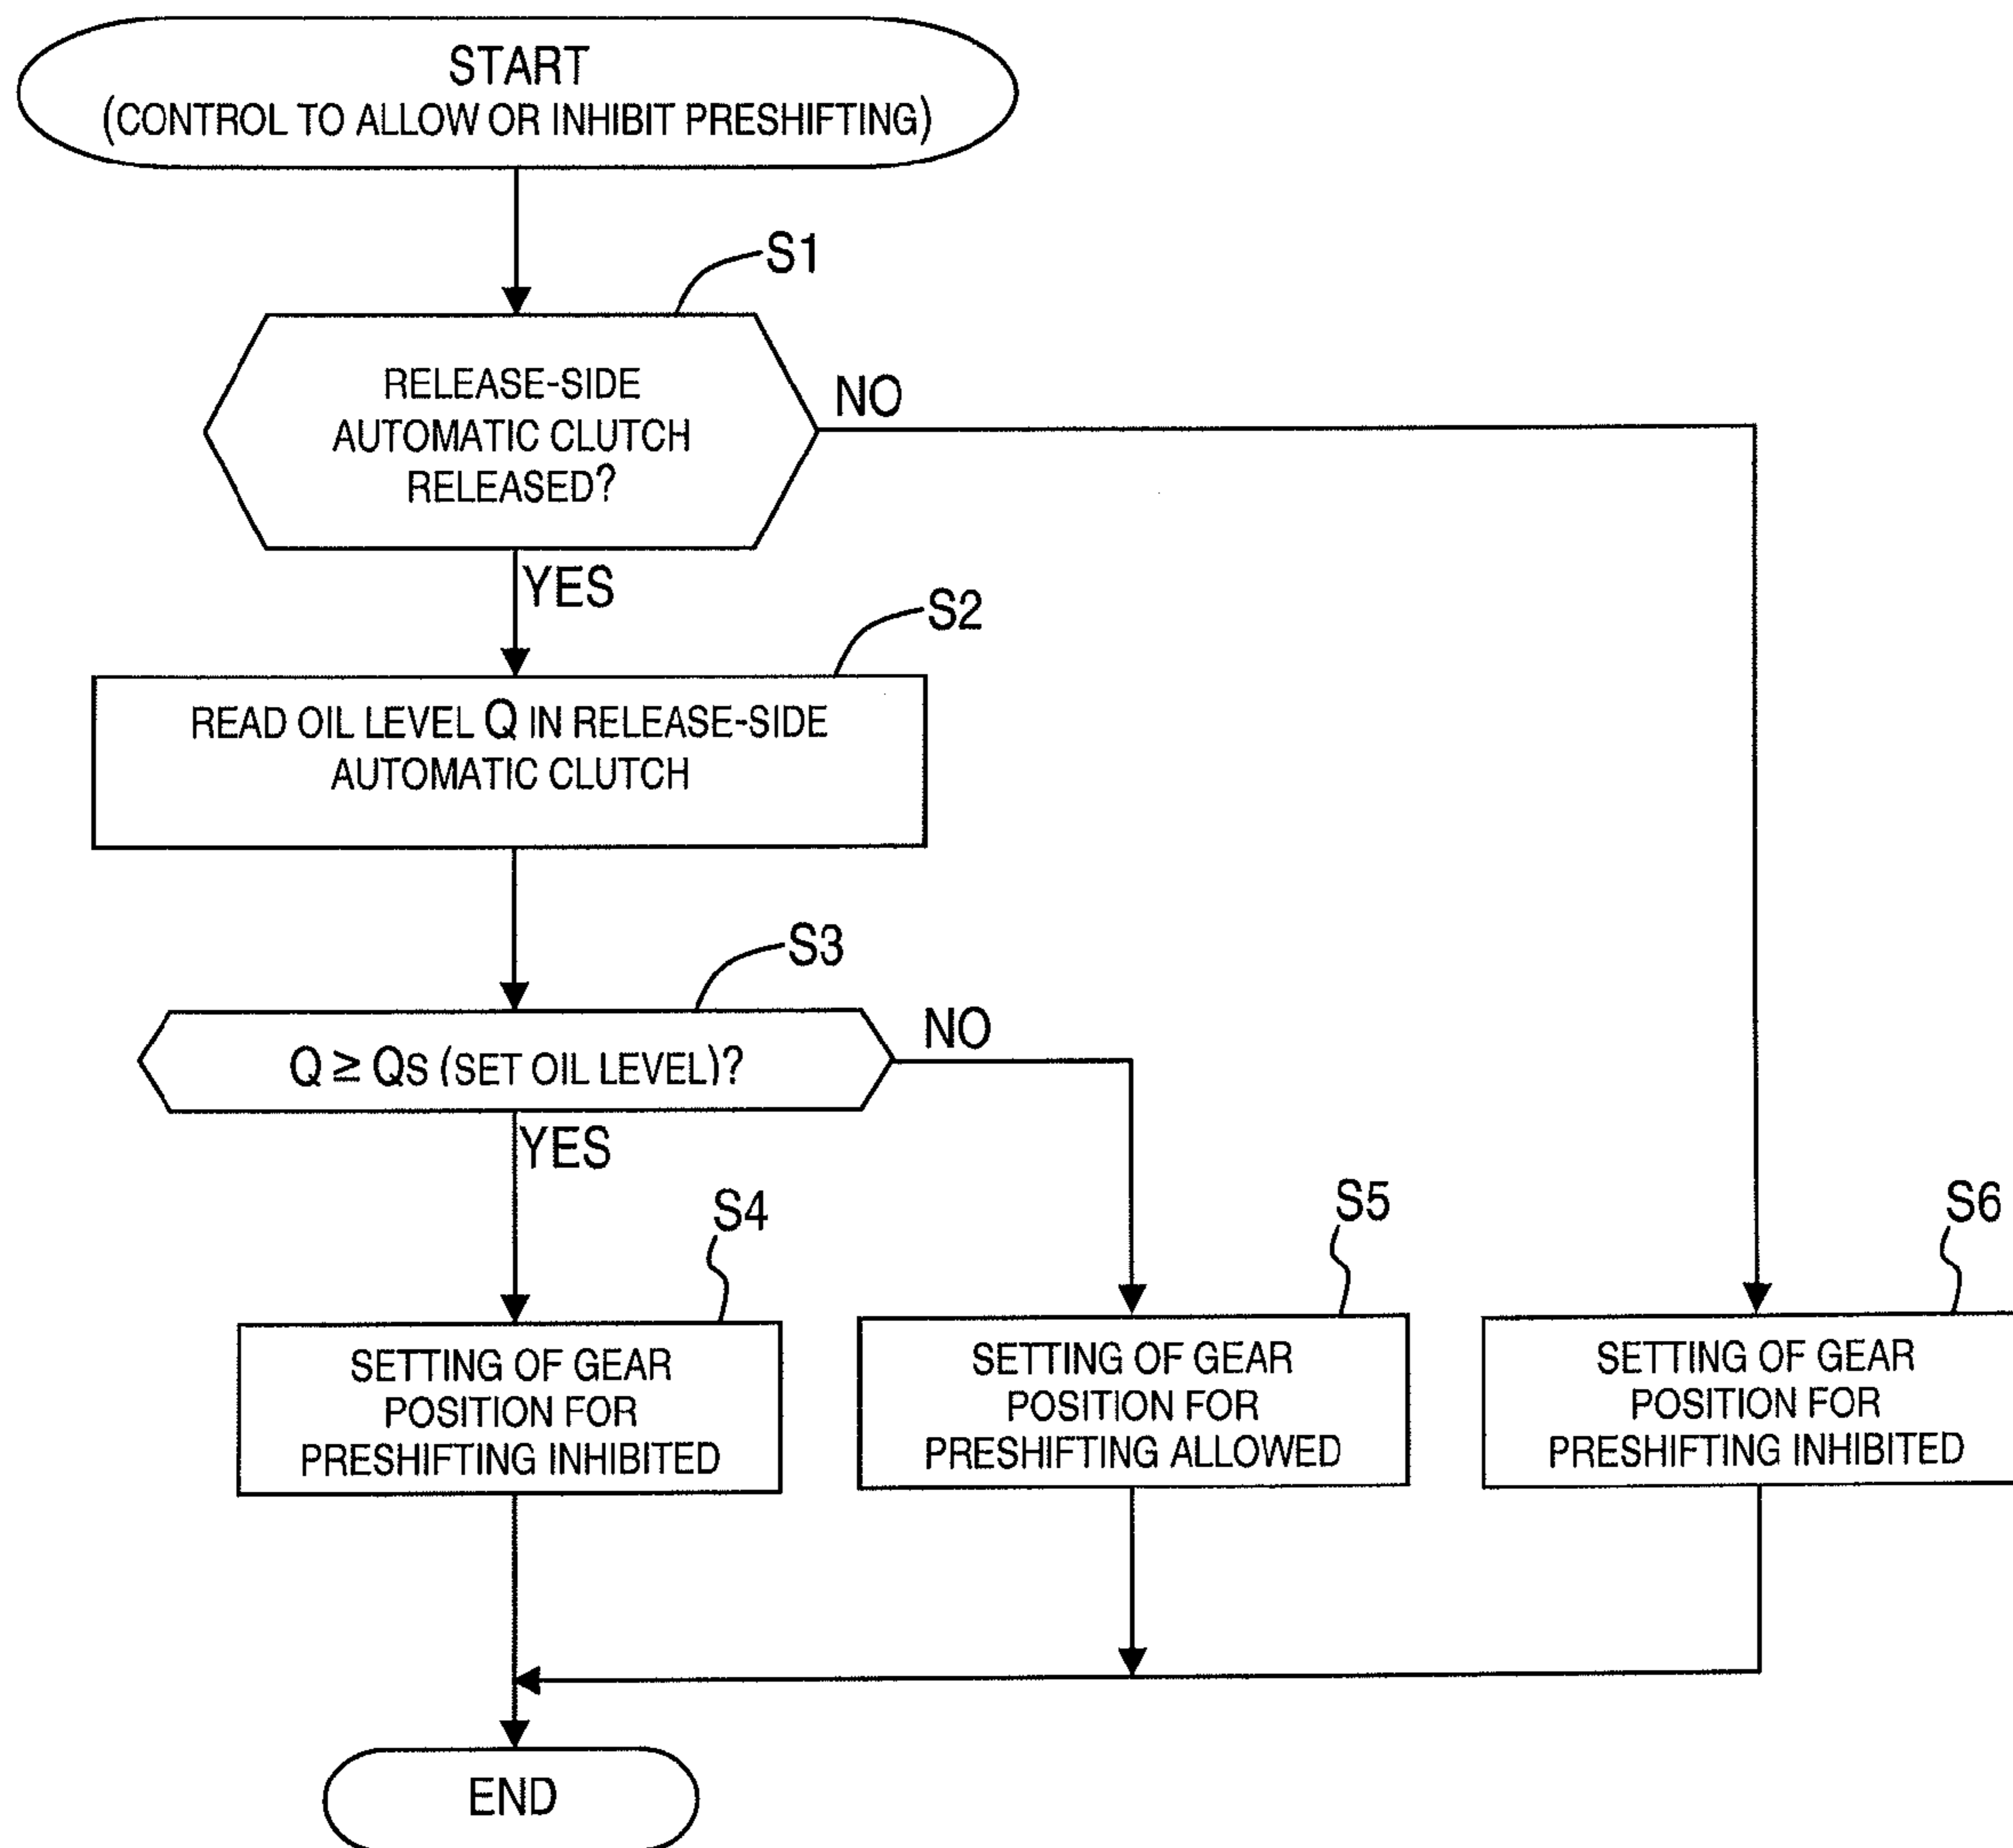 START
(CONTROL TO ALLOW OR INHIBIT PRESHIFTING)
S1
RELEASE-SIDE
AUTOMATIC CLUTCH
RELEASED?
NO
YES
S2
READ OIL LEVEL Q IN RELEASE-SIDE
AUTOMATIC CLUTCH
S3
Q ≥ QS (SET OIL LEVEL)?
NO
YES
S4
SETTING OF GEAR
POSITION FOR
PRESHIFTING INHIBITED
S5
SETTING OF GEAR
POSITION FOR
PRESHIFTING ALLOWED
S6
SETTING OF GEAR
POSITION FOR
PRESHIFTING INHIBITED
END